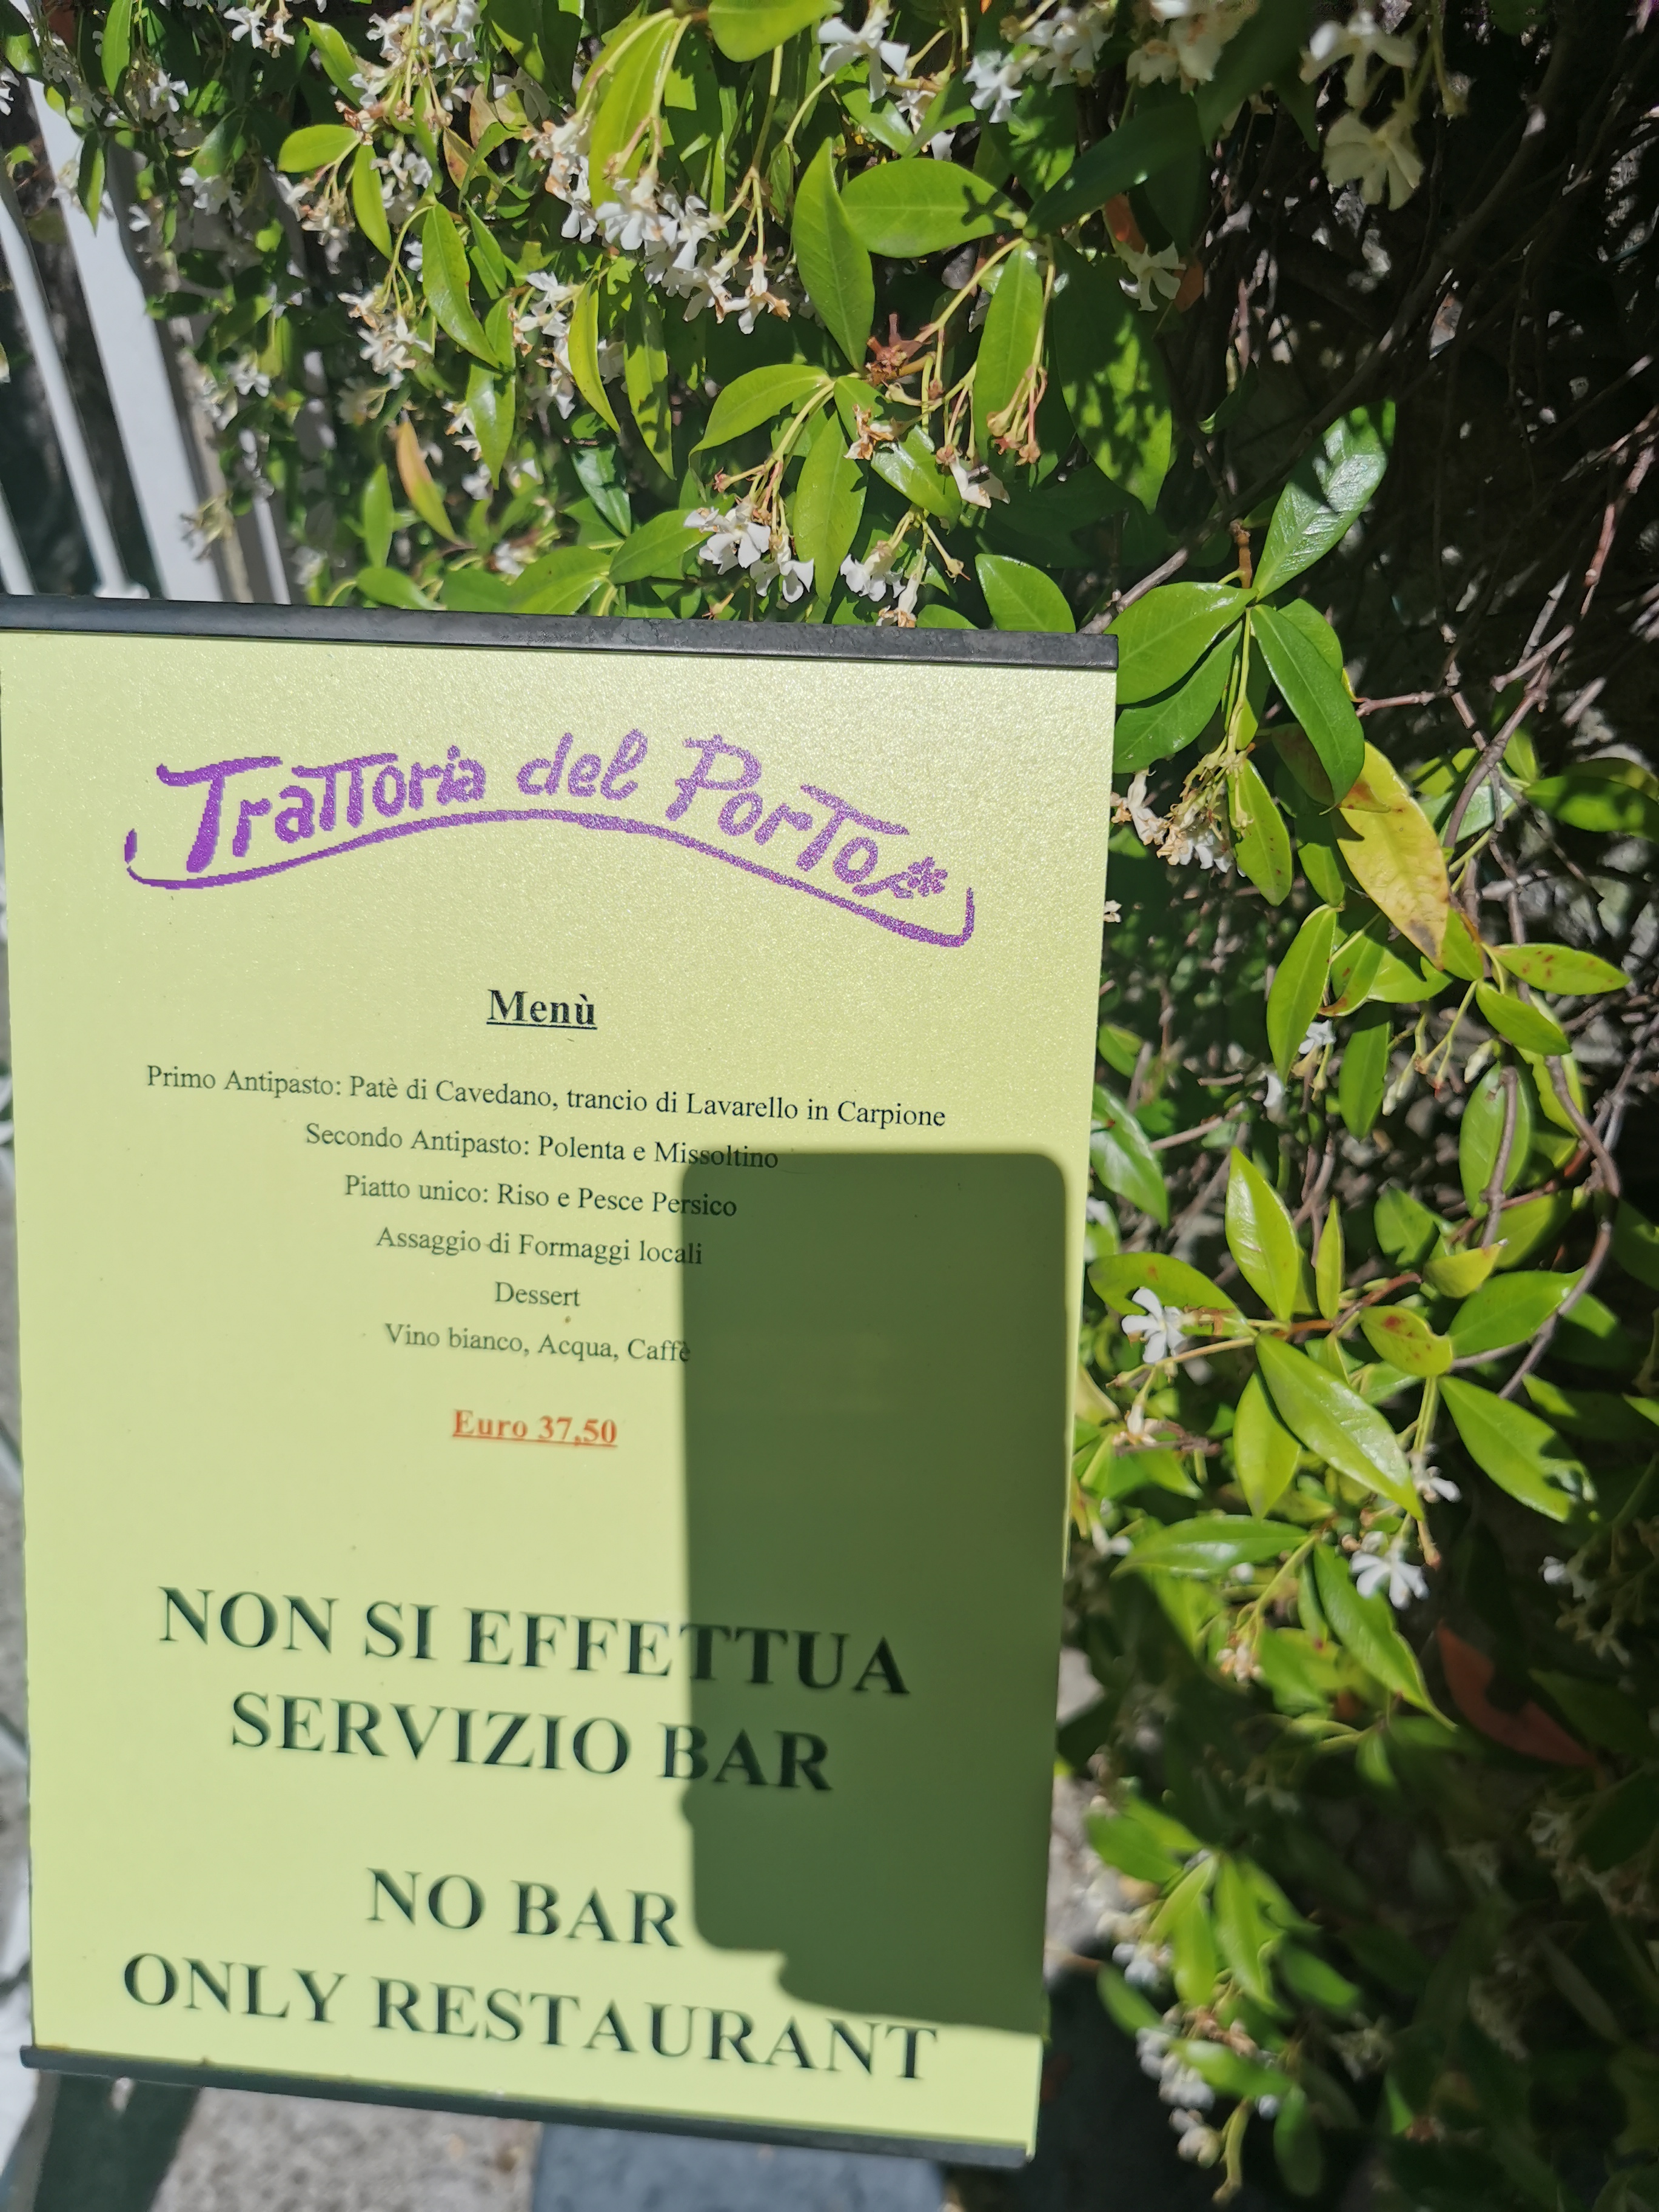 Trattoria del Porto
Menù
Primo Antipasto: Patè di Cavedano, trancio di Lavarello in Carpione
Secondo Antipasto: Polenta e Missoltino
Piatto unico: Riso e Pesce Persico
Assaggio di Formaggi locali
Dessert
Vino bianco, Acqua, Caffè
Euro 37,50
NON SI EFFETTUA
SERVIZIO BAR
NO BAR
ONLY RESTAURANT